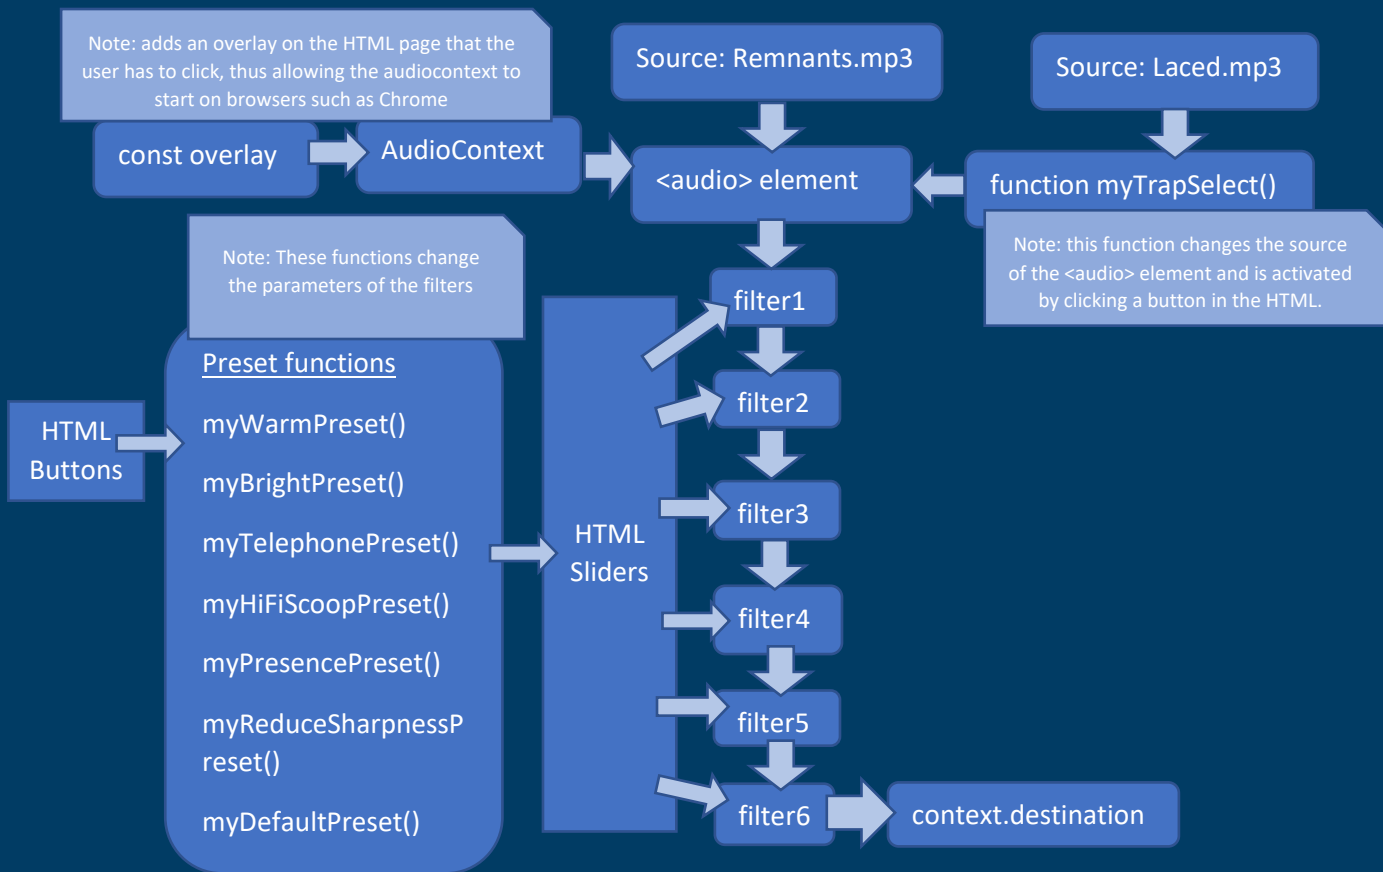 Note: adds an overlay on the HTML page that the
user has to click, thus allowing the audiocontext to
start on browsers such as Chrome
const overlay
AudioContext
Source: Remnants.mp3
Source: Laced.mp3
<audio> element
function myTrapSelect()
Note: this function changes the source
of the <audio> element and is activated
by clicking a button in the HTML.
Note: These functions change
the parameters of the filters
HTML
Buttons
Preset functions
myWarmPreset()
myBrightPreset()
myTelephonePreset()
myHiFiScoopPreset()
myPresencePreset()
myReduceSharpnessP
reset()
myDefaultPreset()
HTML
Sliders
filter1
filter2
filter3
filter4
filter5
filter6
context.destination